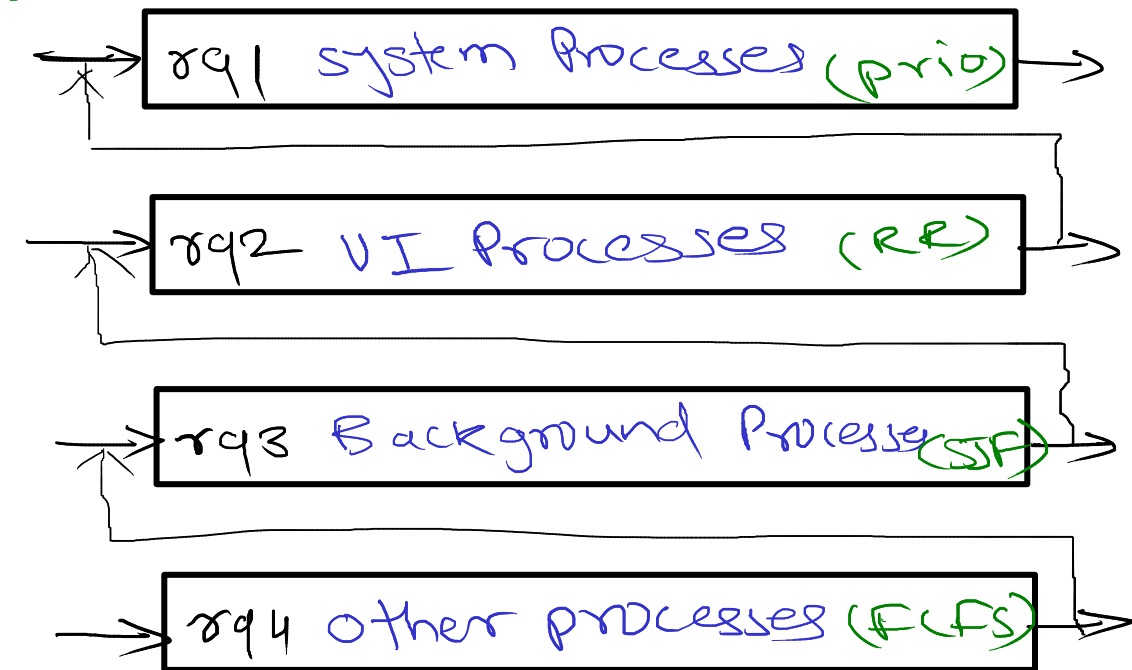 rq1 system Processes (prio)
rq2 UI Processes (RR)
rq3 Background Processes (SJF)
rq4 other processes (FCFS)